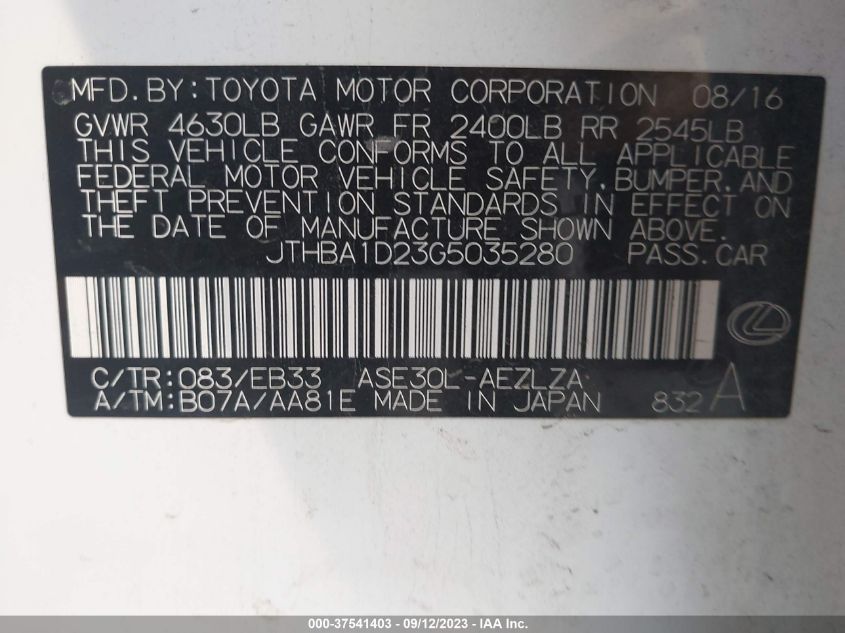 MFD. BY: TOYOTA MOTOR CORPORATION 08/16
GVWR 4630LB GAWR FR 2400LB RR 2545LB
THIS VEHICLE CONFORMS TO ALL APPLICABLE
FEDERAL MOTOR VEHICLE SAFETY, BUMPER, AND
THEFT PREVENTION STANDARDS IN EFFECT ON
THE DATE OF MANUFACTURE SHOWN ABOVE.
JTHBA1D23G5035280 PASS. CAR
C/TR: 083/EB33 ASE30L-AEZLZA
A/TM: B07A/AA81E MADE IN JAPAN 832 A
000-37541403 - 09/12/2023 - IAA Inc.